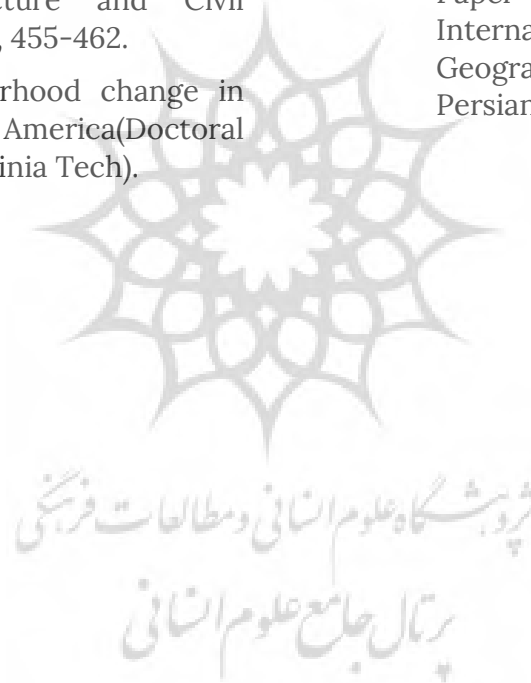 cture and Civil
, 455-462.
rhood change in
America(Doctoral
inia Tech).
Paper
Interna
Geogra
Persian
پژوهشگاه علوم انسانی و مطالعات فرهنگی
پرتال جامع علوم انسانی